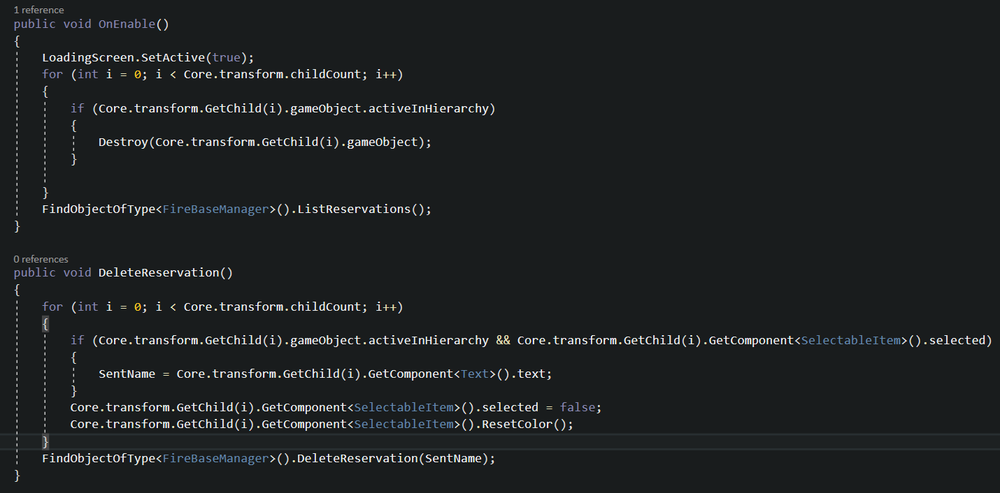 1 reference
public void OnEnable()
{
    LoadingScreen.SetActive(true);
    for (int i = 0; i < Core.transform.childCount; i++)
    {
        if (Core.transform.GetChild(i).gameObject.activeInHierarchy)
        {
            Destroy(Core.transform.GetChild(i).gameObject);
        }
    }
    FindObjectOfType<FireBaseManager>().ListReservations();
}
0 references
public void DeleteReservation()
{
    for (int i = 0; i < Core.transform.childCount; i++)
    {
        if (Core.transform.GetChild(i).gameObject.activeInHierarchy && Core.transform.GetChild(i).GetComponent<SelectableItem>().selected)
        {
            SentName = Core.transform.GetChild(i).GetComponent<Text>().text;
        }
        Core.transform.GetChild(i).GetComponent<SelectableItem>().selected = false;
        Core.transform.GetChild(i).GetComponent<SelectableItem>().ResetColor();
    }
    FindObjectOfType<FireBaseManager>().DeleteReservation(SentName);
}